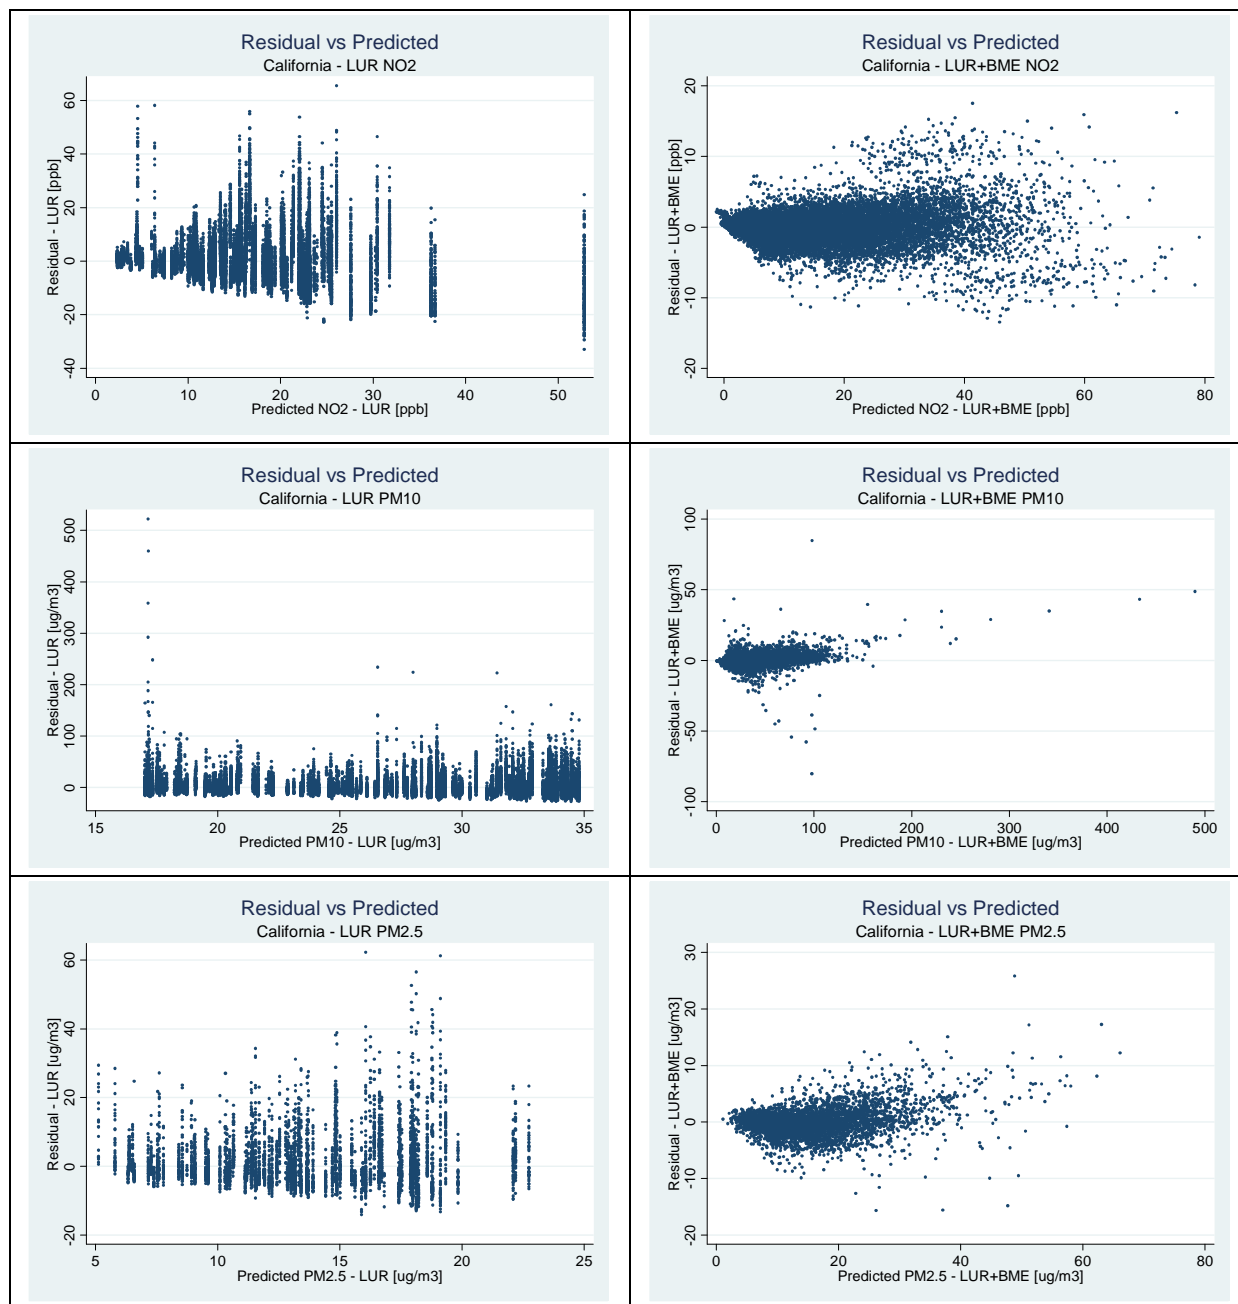 Residual vs Predicted
California - LUR NO2
Residual - LUR [ppb]
60
40
20
0
-20
-40
0 10 20 30 40 50
Predicted NO2 - LUR [ppb]
Residual vs Predicted
California - LUR+BME NO2
Residual - LUR+BME [ppb]
20
10
0
-10
-20
0 20 40 60 80
Predicted NO2 - LUR+BME [ppb]
Residual vs Predicted
California - LUR PM10
Residual - LUR [ug/m3]
500
400
300
200
100
0
15 20 25 30 35
Predicted PM10 - LUR [ug/m3]
Residual vs Predicted
California - LUR+BME PM10
Residual - LUR+BME [ug/m3]
100
50
0
-50
-100
0 100 200 300 400 500
Predicted PM10 - LUR+BME [ug/m3]
Residual vs Predicted
California - LUR PM2.5
Residual - LUR [ug/m3]
60
40
20
0
-20
5 10 15 20 25
Predicted PM2.5 - LUR [ug/m3]
Residual vs Predicted
California - LUR+BME PM2.5
Residual - LUR+BME [ug/m3]
30
20
10
0
-10
-20
0 20 40 60 80
Predicted PM2.5 - LUR+BME [ug/m3]